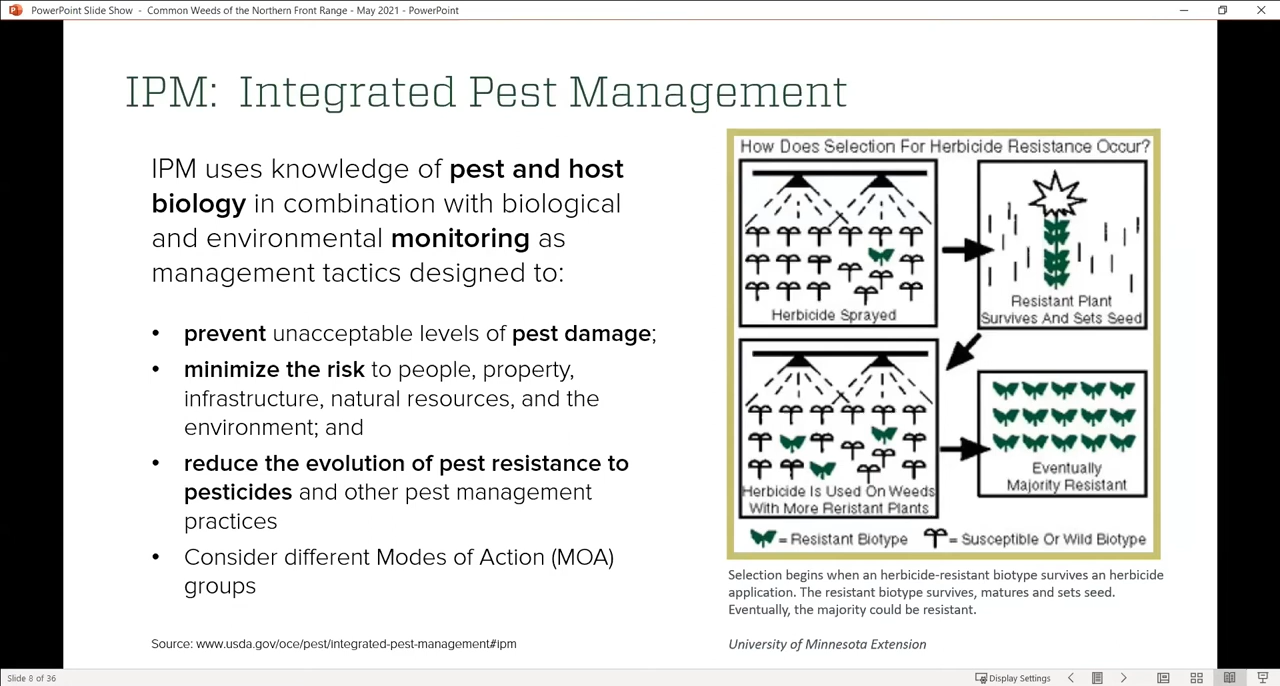 PowerPoint Slide Show - Common Weeds of the Northern Front Range - May 2021 - PowerPoint
IPM: Integrated Pest Management
IPM uses knowledge of pest and host
biology in combination with biological
and environmental monitoring as
management tactics designed to:
• prevent unacceptable levels of pest damage;
• minimize the risk to people, property,
infrastructure, natural resources, and the
environment; and
• reduce the evolution of pest resistance to
pesticides and other pest management
practices
• Consider different Modes of Action (MOA)
groups
Source: www.usda.gov/oce/pest/integrated-pest-management#ipm
How Does Selection For Herbicide Resistance Occur?
Herbicide Sprayed
Resistant Plant
Survives And Sets Seed
Herbicide Is Used On Weeds
With More Reristant Plants
Eventually
Majority Resistant
= Resistant Biotype
= Susceptible Or Wild Biotype
Selection begins when an herbicide-resistant biotype survives an herbicide
application. The resistant biotype survives, matures and sets seed.
Eventually, the majority could be resistant.
University of Minnesota Extension
Slide 8 of 36
Display Settings